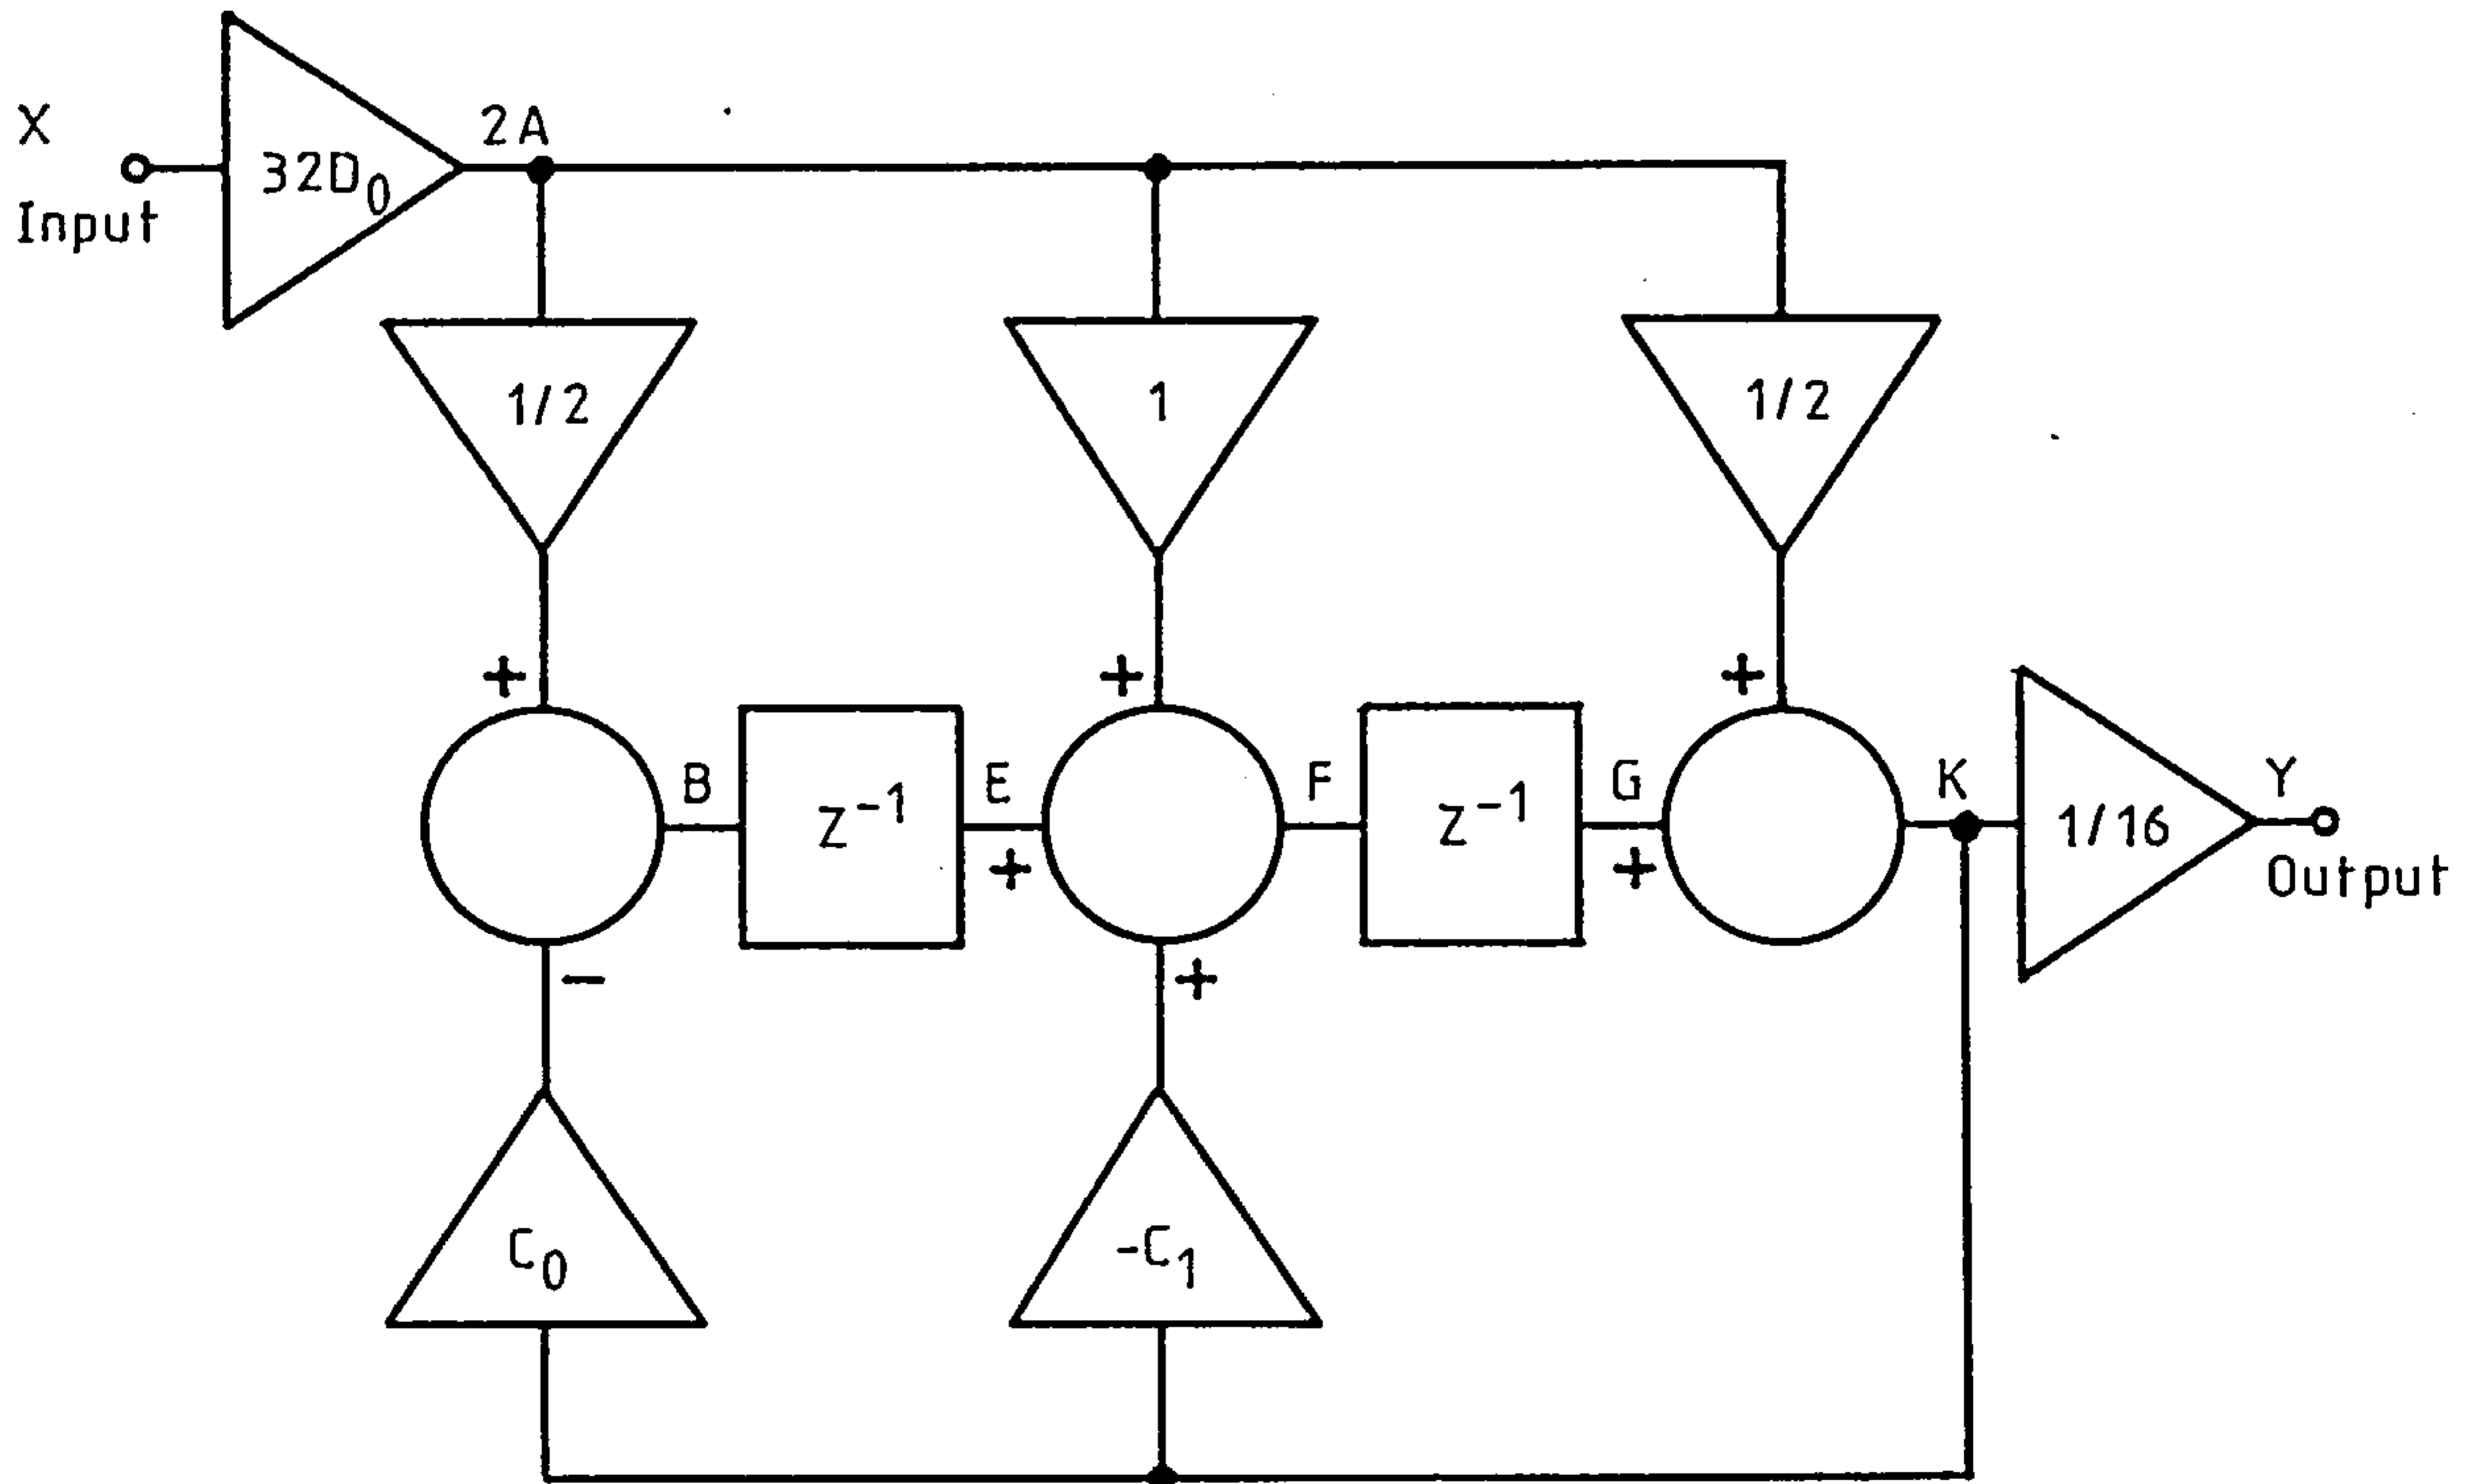 X
Input
32D₀
2A
1/2
1
1/2
+
+
+
B
z⁻¹
E
+
F
z⁻¹
G
+
K
1/16
Y
Output
−
+
C₀
-C₁